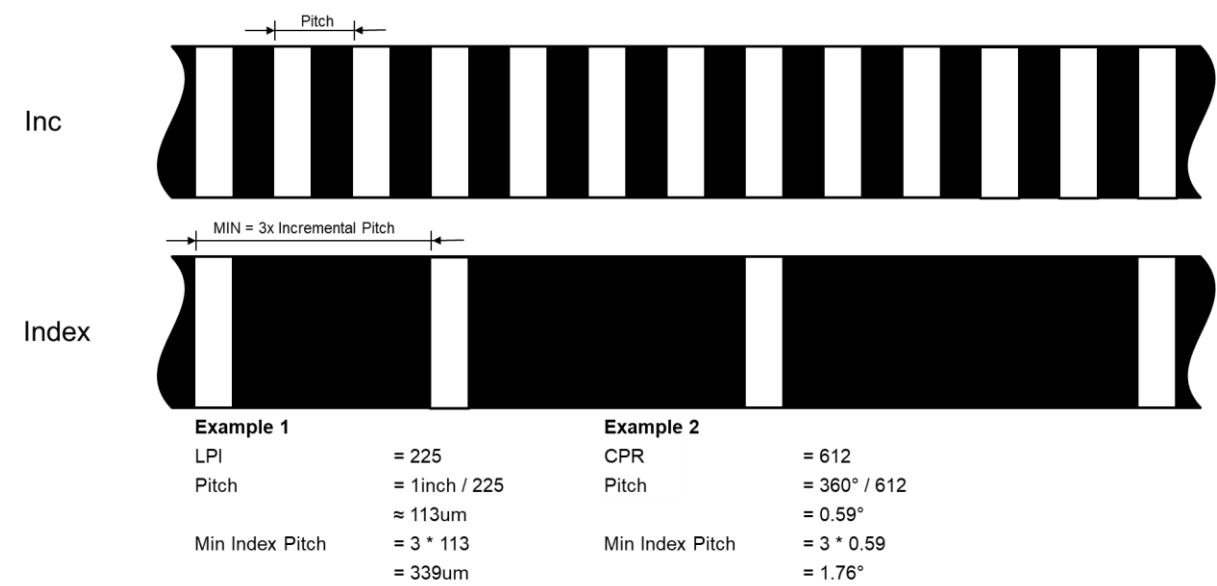 Pitch
Inc
MIN = 3x Incremental Pitch
Index
Example 1 Example 2
LPI = 225 CPR = 612
Pitch = 1inch / 225 Pitch = 360° / 612
≈ 113um = 0.59°
Min Index Pitch = 3 * 113 Min Index Pitch = 3 * 0.59
= 339um = 1.76°